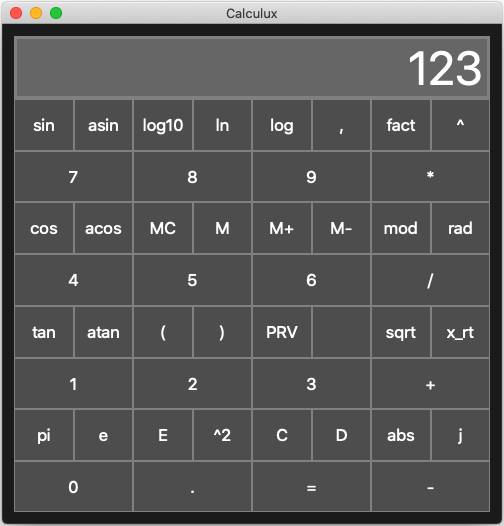 Calculux
123
sin asin log10 ln log , fact ^
7 8 9 *
cos acos MC M M+ M- mod rad
4 5 6 /
tan atan ( ) PRV sqrt x_rt
1 2 3 +
pi e E ^2 C D abs j
0 . = -